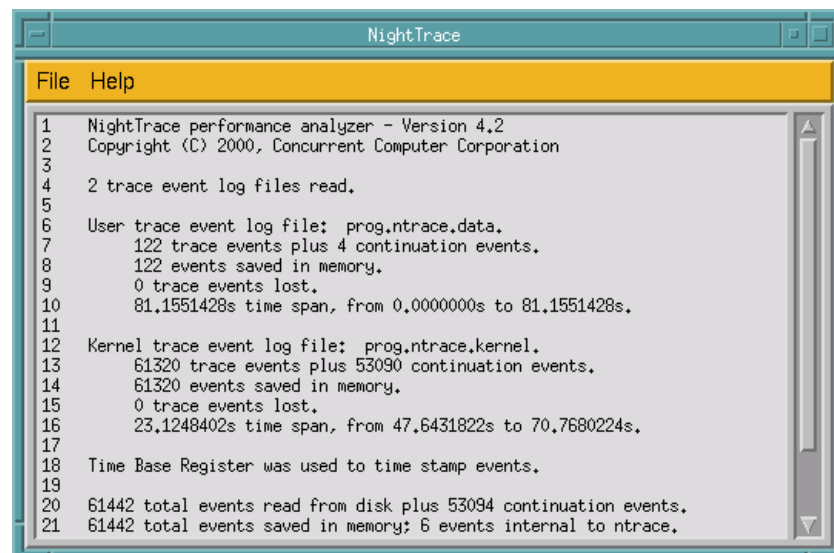 NightTrace
File Help
1 NightTrace performance analyzer - Version 4.2
2 Copyright (C) 2000, Concurrent Computer Corporation
3
4 2 trace event log files read.
5
6 User trace event log file: prog.ntrace.data.
7 122 trace events plus 4 continuation events.
8 122 events saved in memory.
9 0 trace events lost.
10 81.1551428s time span, from 0.0000000s to 81.1551428s.
11
12 Kernel trace event log file: prog.ntrace.kernel.
13 61320 trace events plus 53090 continuation events.
14 61320 events saved in memory.
15 0 trace events lost.
16 23.1248402s time span, from 47.6431822s to 70.7680224s.
17
18 Time Base Register was used to time stamp events.
19
20 61442 total events read from disk plus 53094 continuation events.
21 61442 total events saved in memory; 6 events internal to ntrace.